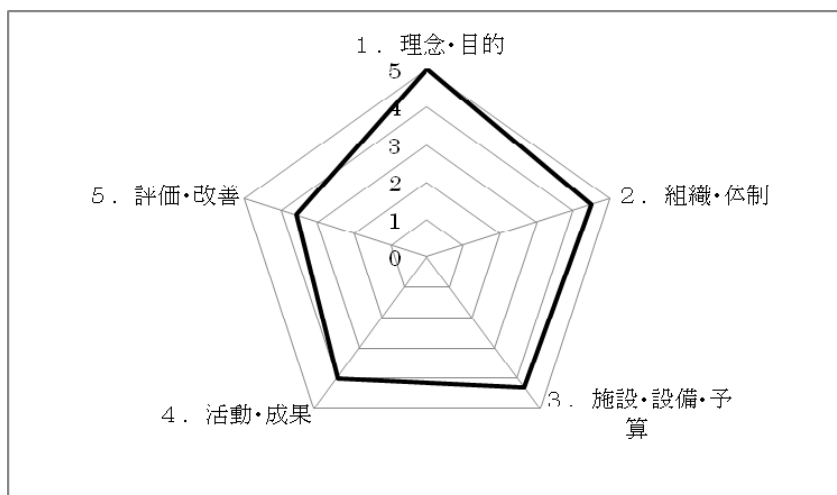 1. 理念・目的
5
4
3
2
1
0
2. 組織・体制
3. 施設・設備・予
算
4. 活動・成果
5. 評価・改善